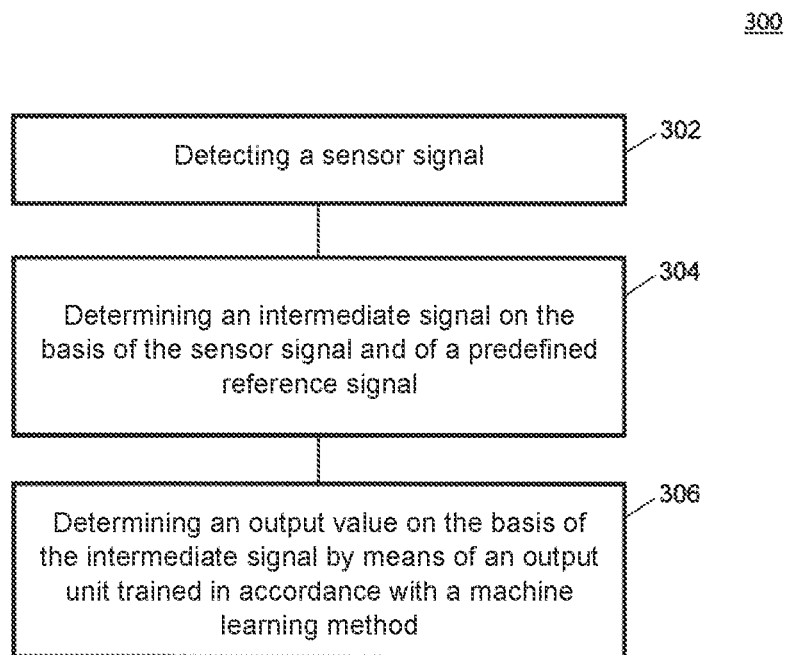 300
302
Detecting a sensor signal
304
Determining an intermediate signal on the
basis of the sensor signal and of a predefined
reference signal
306
Determining an output value on the basis of
the intermediate signal by means of an output
unit trained in accordance with a machine
learning method